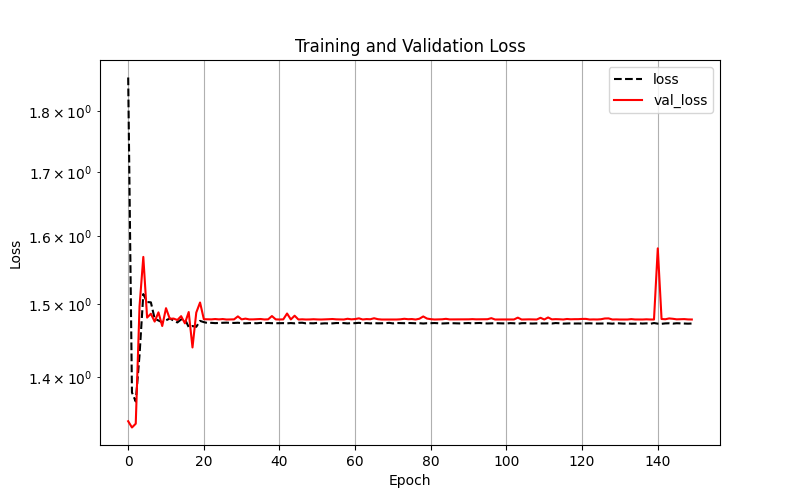 Training and Validation Loss
loss
val_loss
1.8 × 10⁰
1.7 × 10⁰
1.6 × 10⁰
1.5 × 10⁰
1.4 × 10⁰
Loss
0 20 40 60 80 100 120 140
Epoch